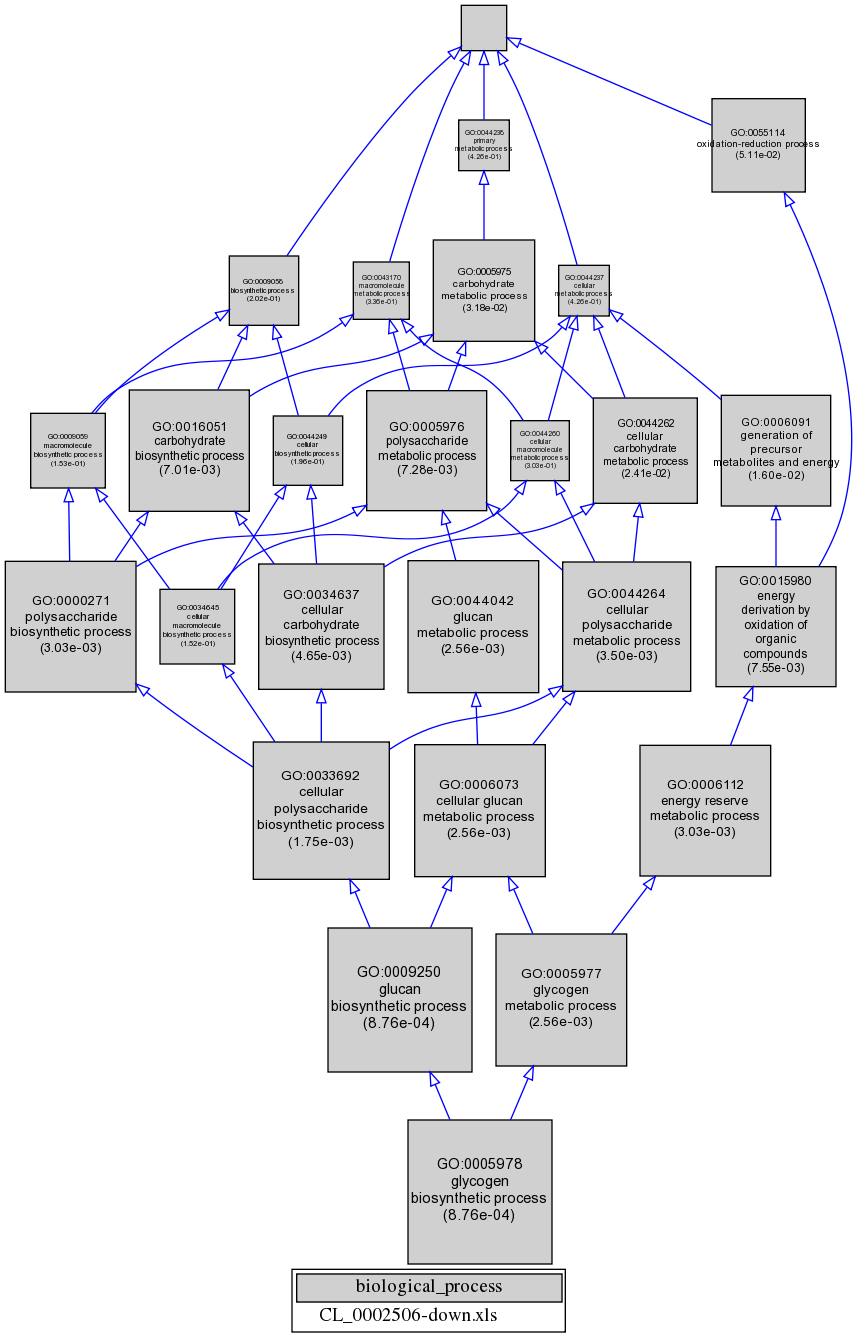 GO:0044238
primary
metabolic process
(4.26e-01)
GO:0055114
oxidation-reduction process
(5.11e-02)
GO:0009058
biosynthetic process
(2.02e-01)
GO:0043170
macromolecule
metabolic process
(3.36e-01)
GO:0005975
carbohydrate
metabolic process
(3.18e-02)
GO:0044237
cellular
metabolic process
(4.26e-01)
GO:0009059
macromolecule
biosynthetic process
(1.53e-01)
GO:0016051
carbohydrate
biosynthetic process
(7.01e-03)
GO:0044249
cellular
biosynthetic process
(1.96e-01)
GO:0005976
polysaccharide
metabolic process
(7.28e-03)
GO:0044260
cellular
macromolecule
metabolic process
(3.03e-01)
GO:0044262
cellular
carbohydrate
metabolic process
(2.41e-02)
GO:0006091
generation of
precursor
metabolites and energy
(1.60e-02)
GO:0000271
polysaccharide
biosynthetic process
(3.03e-03)
GO:0034645
cellular
macromolecule
biosynthetic process
(1.52e-01)
GO:0034637
cellular
carbohydrate
biosynthetic process
(4.65e-03)
GO:0044042
glucan
metabolic process
(2.56e-03)
GO:0044264
cellular
polysaccharide
metabolic process
(3.50e-03)
GO:0015980
energy
derivation by
oxidation of
organic
compounds
(7.55e-03)
GO:0033692
cellular
polysaccharide
biosynthetic process
(1.75e-03)
GO:0006073
cellular glucan
metabolic process
(2.56e-03)
GO:0006112
energy reserve
metabolic process
(3.03e-03)
GO:0009250
glucan
biosynthetic process
(8.76e-04)
GO:0005977
glycogen
metabolic process
(2.56e-03)
GO:0005978
glycogen
biosynthetic process
(8.76e-04)
biological_process
CL_0002506-down.xls